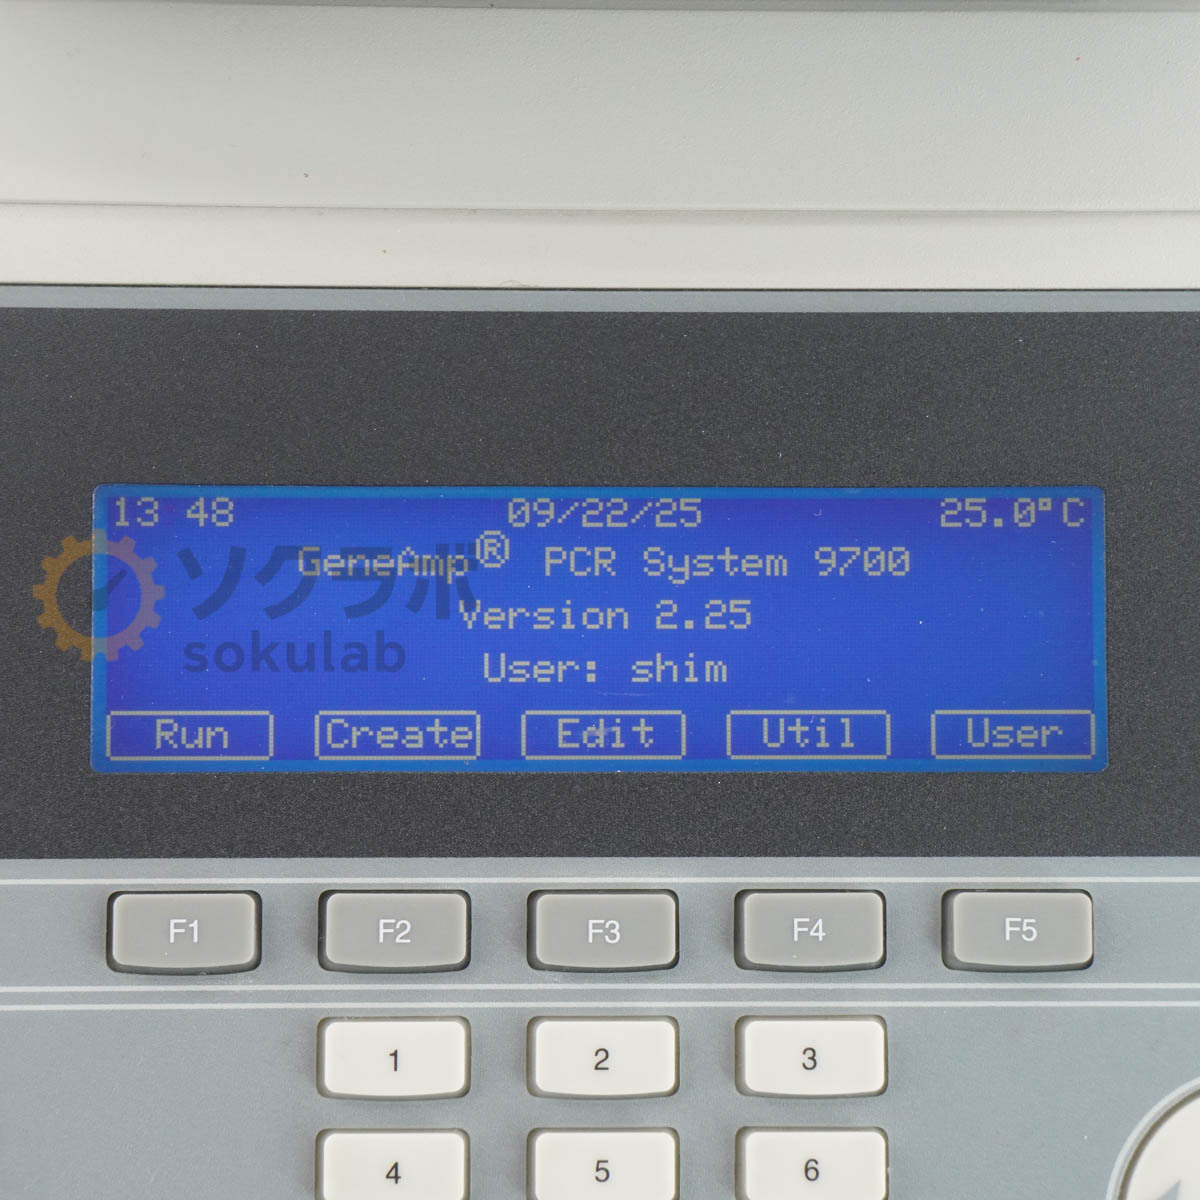 13 48 09/22/25 25.0°C
GeneAmp® PCR System 9700
Version 2.25
User: shim
Run Create Edit Util User
ソクラボ
sokulab
F1 F2 F3 F4 F5
1 2 3
4 5 6